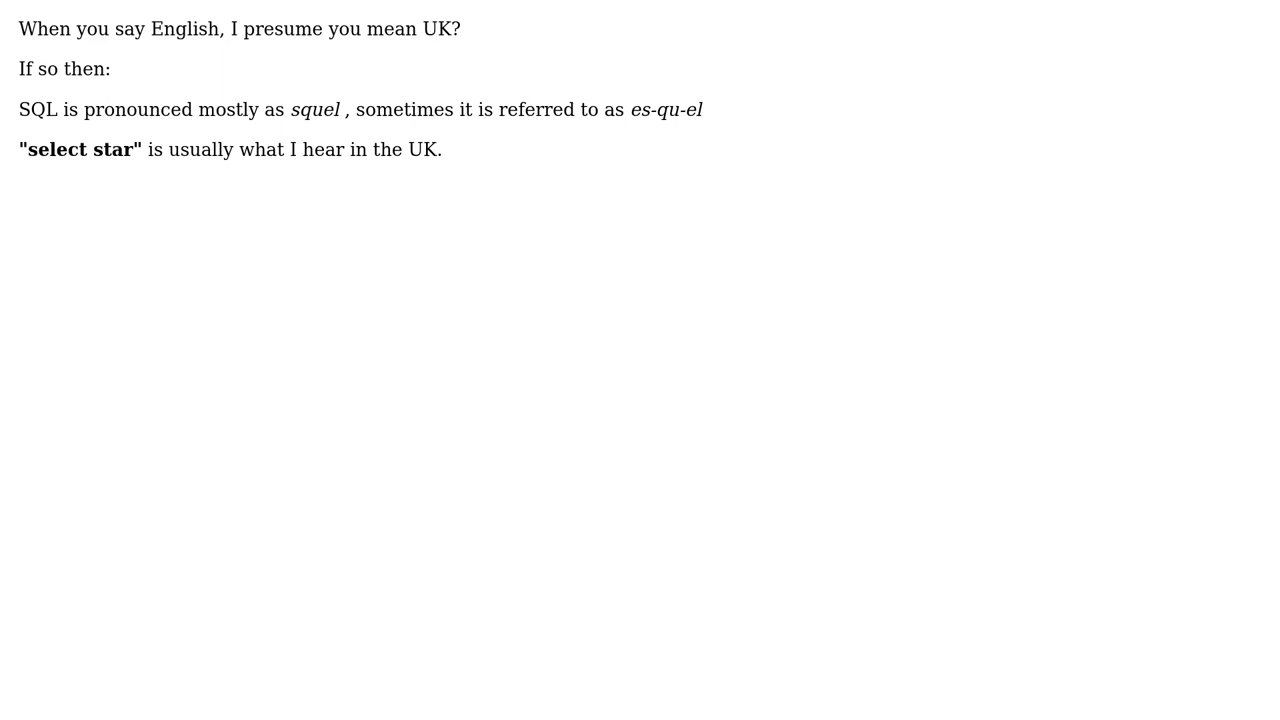 When you say English, I presume you mean UK?
If so then:
SQL is pronounced mostly as squel , sometimes it is referred to as es-qu-el
"select star" is usually what I hear in the UK.